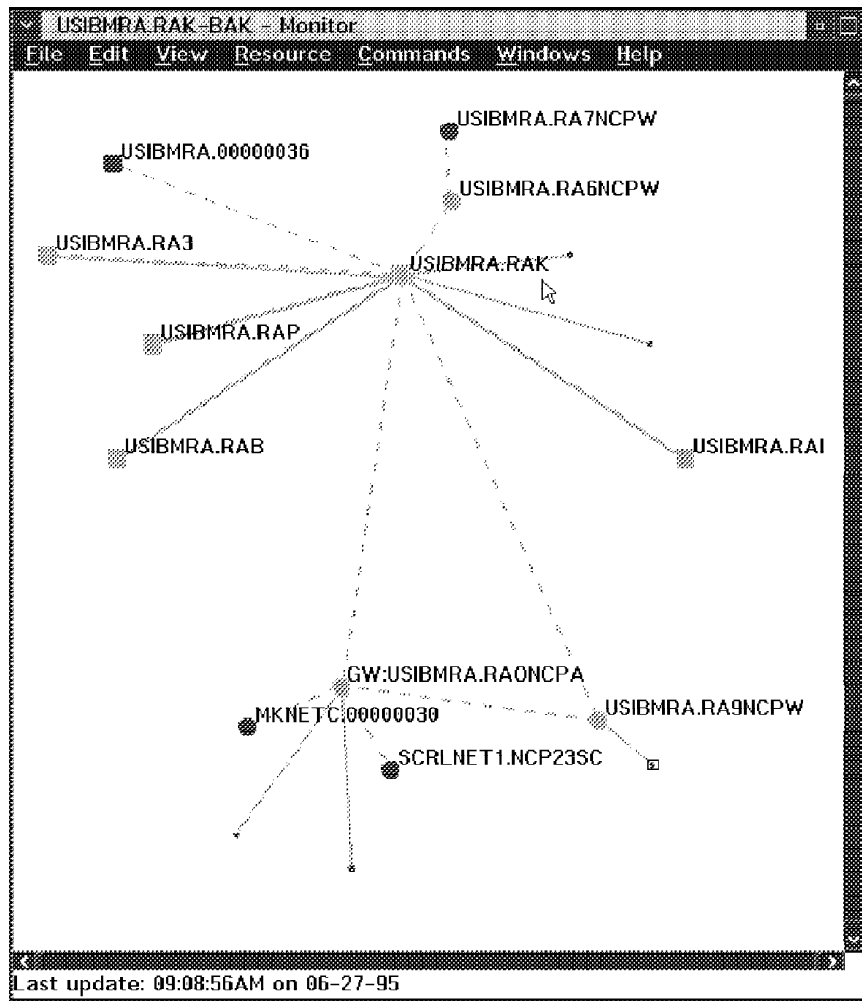 USIBMRA.RAK-BAK - Monitor
File Edit View Resource Commands Windows Help
USIBMRA.RA7NCPW
USIBMRA.00000036
USIBMRA.RA6NCPW
USIBMRA.RA3
USIBMRA.RAK
USIBMRA.RAP
USIBMRA.RAB
USIBMRA.RAI
GW:USIBMRA.RA0NCPA
USIBMRA.RA9NCPW
MKNETC.00000030
SCRLNET1.NCP23SC
Last update: 09:08:56AM on 06-27-95